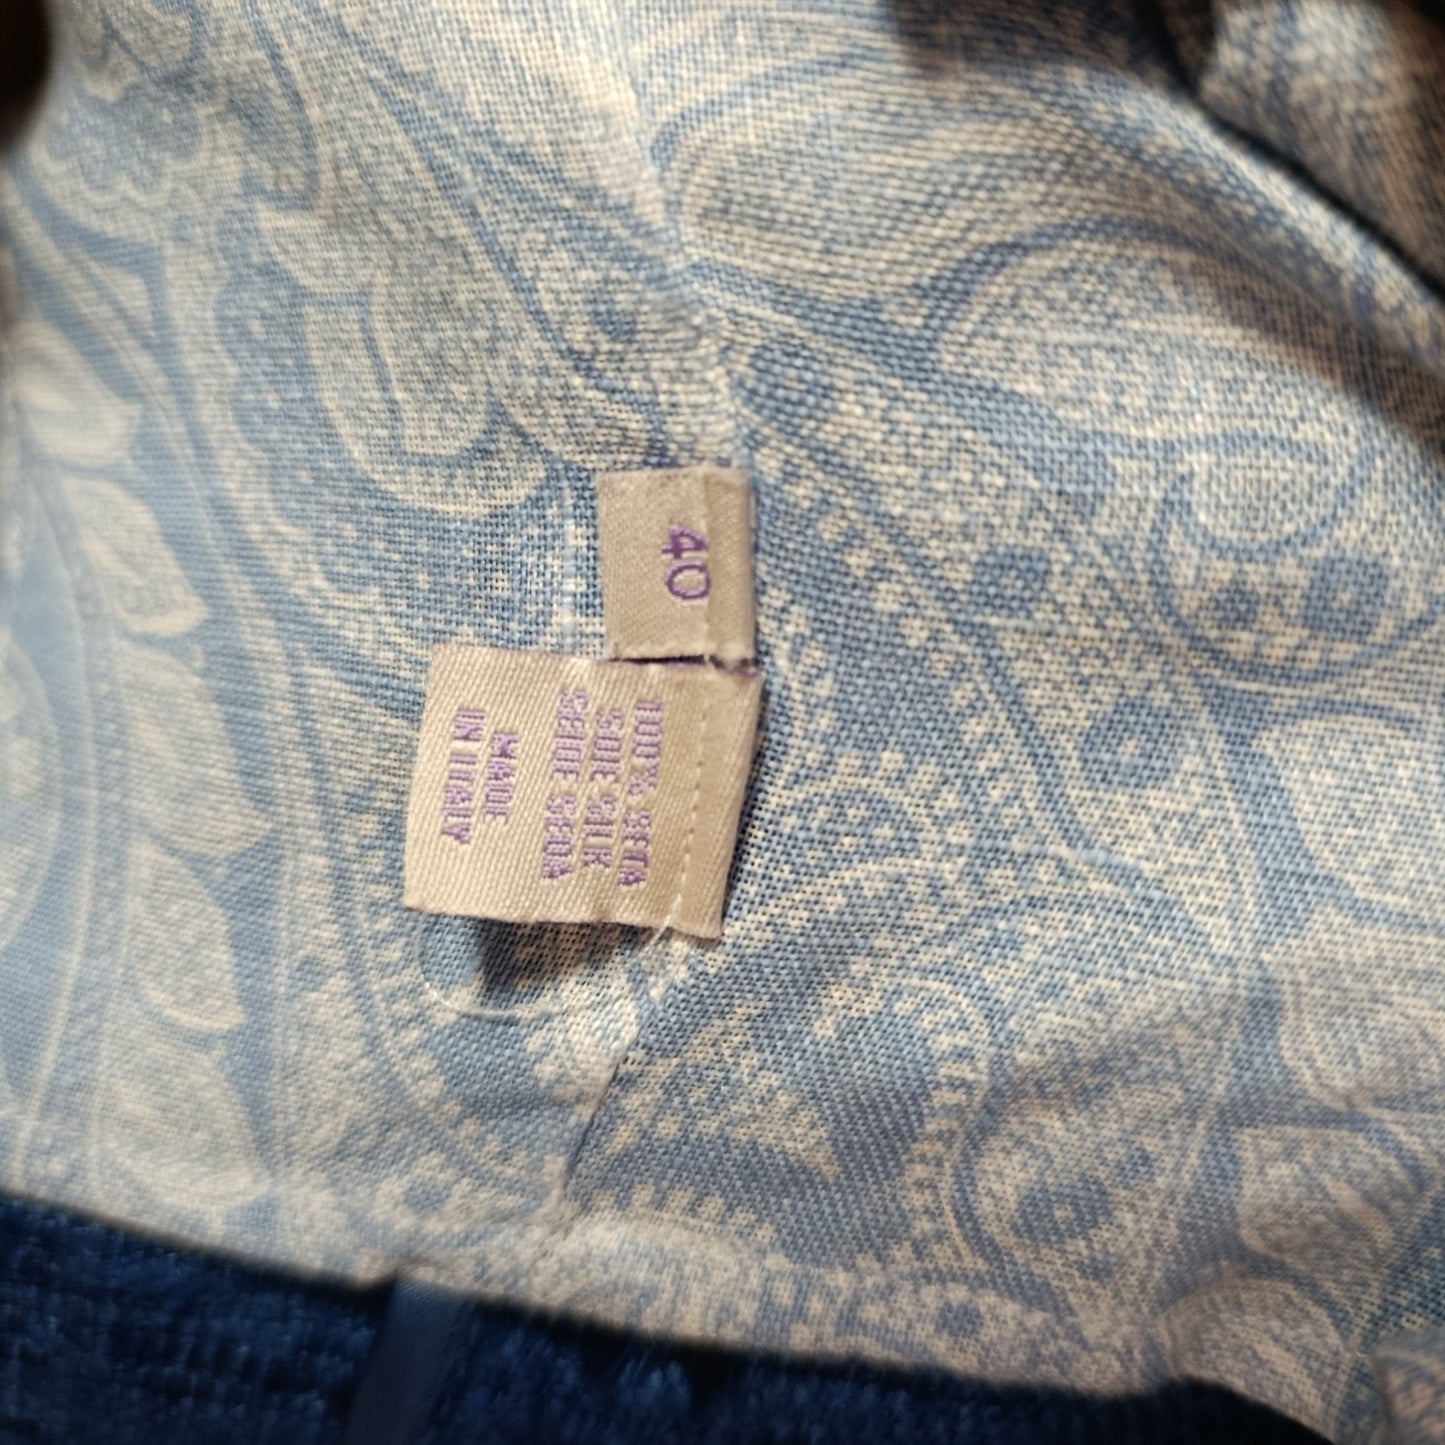 40
100% SETA
SOIE SILK
SEIDE SEDA
MADE
IN ITALY